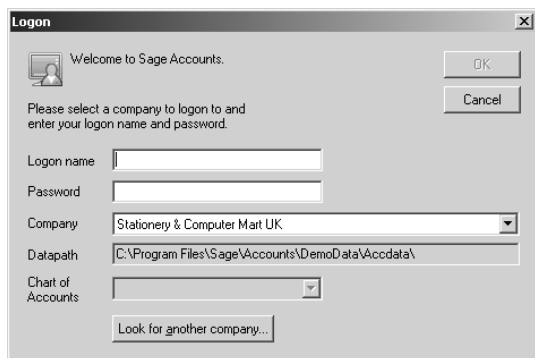 Logon
Welcome to Sage Accounts.
OK
Cancel
Please select a company to logon to and
enter your logon name and password.
Logon name
Password
Company
Stationery & Computer Mart UK
Datapath
C:\Program Files\Sage\Accounts\DemoData\Accdata\
Chart of
Accounts
Look for another company...